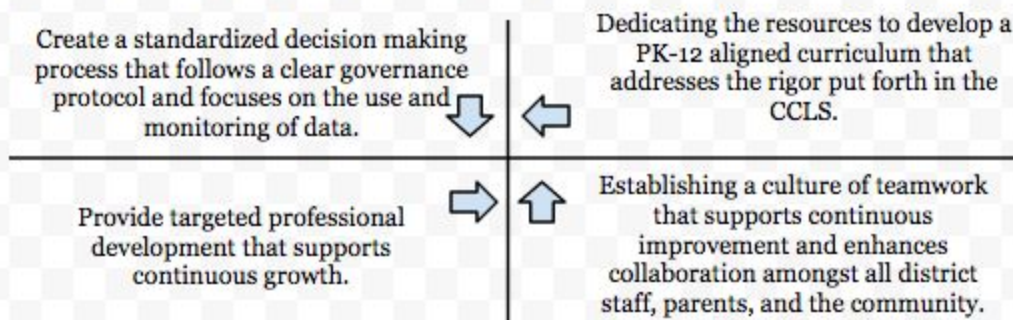 Create a standardized decision making
process that follows a clear governance
protocol and focuses on the use and
monitoring of data.
Dedicating the resources to develop a
PK-12 aligned curriculum that
addresses the rigor put forth in the
CCLS.
Provide targeted professional
development that supports
continuous growth.
Establishing a culture of teamwork
that supports continuous
improvement and enhances
collaboration amongst all district
staff, parents, and the community.